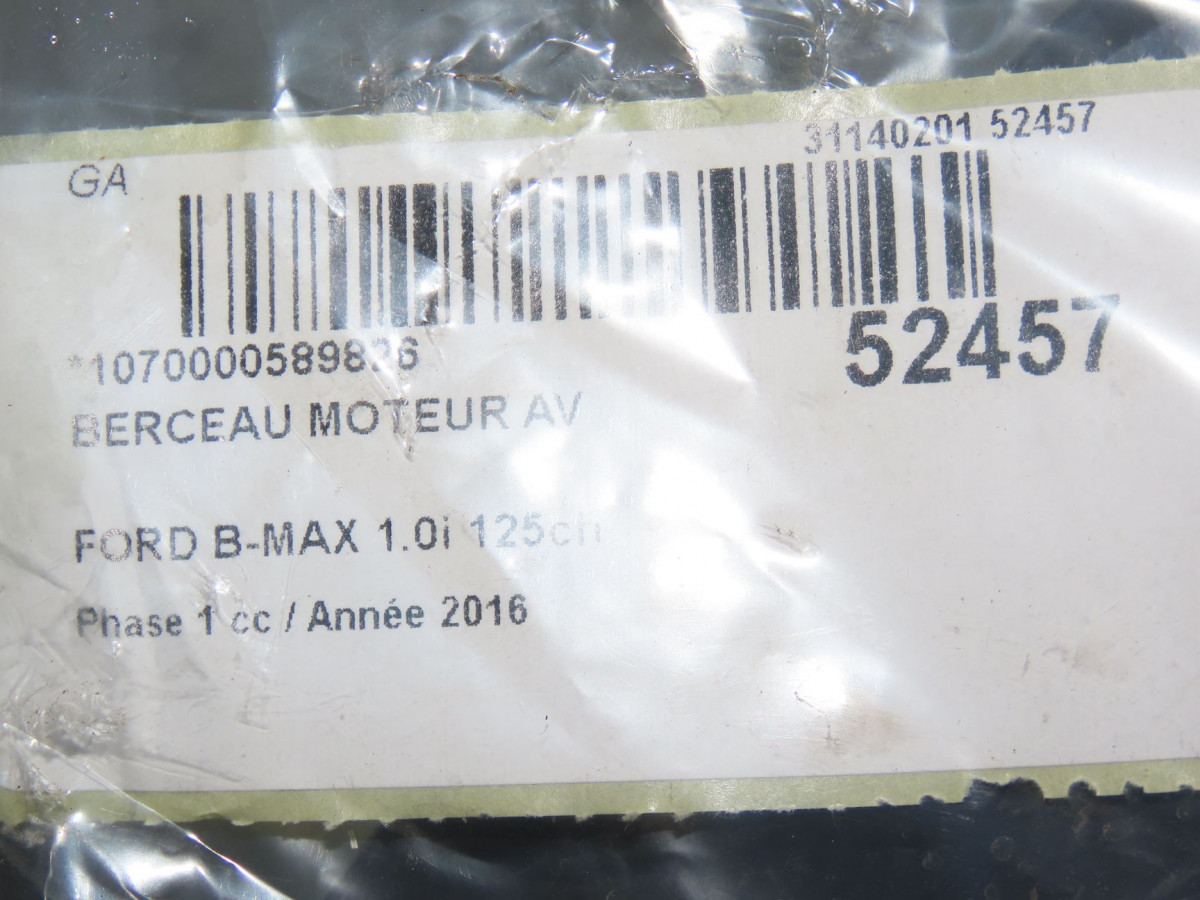 GA
31140201 52457
*1070000589826
52457
BERCEAU MOTEUR AV
FORD B-MAX 1.0i 125ch
Phase 1 cc / Année 2016